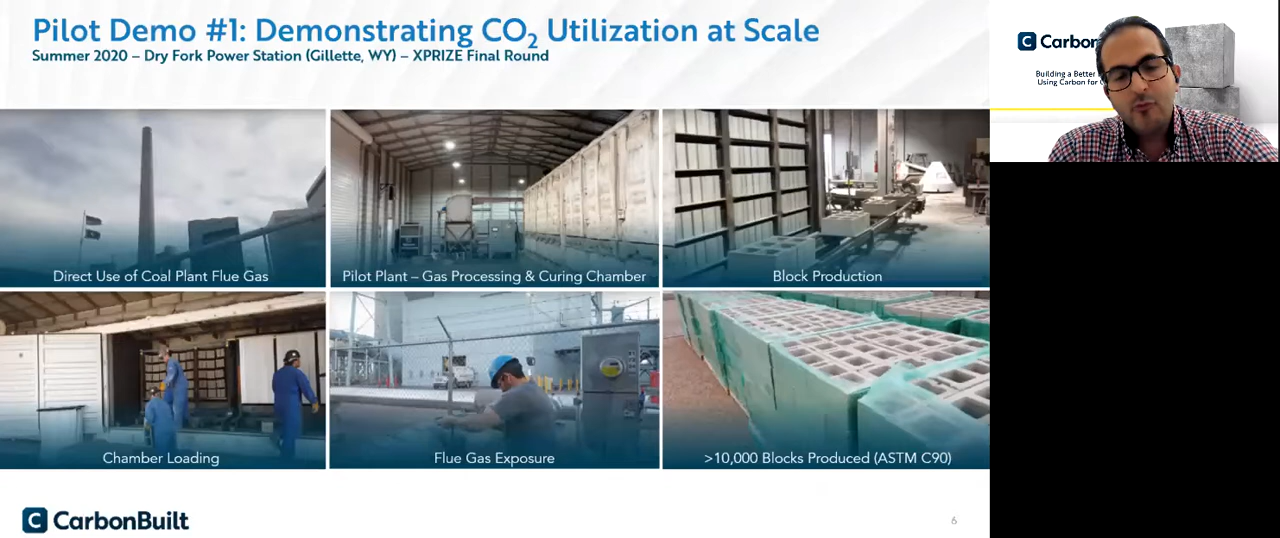 Pilot Demo #1: Demonstrating CO2 Utilization at Scale
Summer 2020 – Dry Fork Power Station (Gillette, WY) – XPRIZE Final Round
Direct Use of Coal Plant Flue Gas
Pilot Plant – Gas Processing & Curing Chamber
Block Production
Chamber Loading
Flue Gas Exposure
>10,000 Blocks Produced (ASTM C90)
C CarbonBuilt
6
C Carbon
Building a Better
Using Carbon for